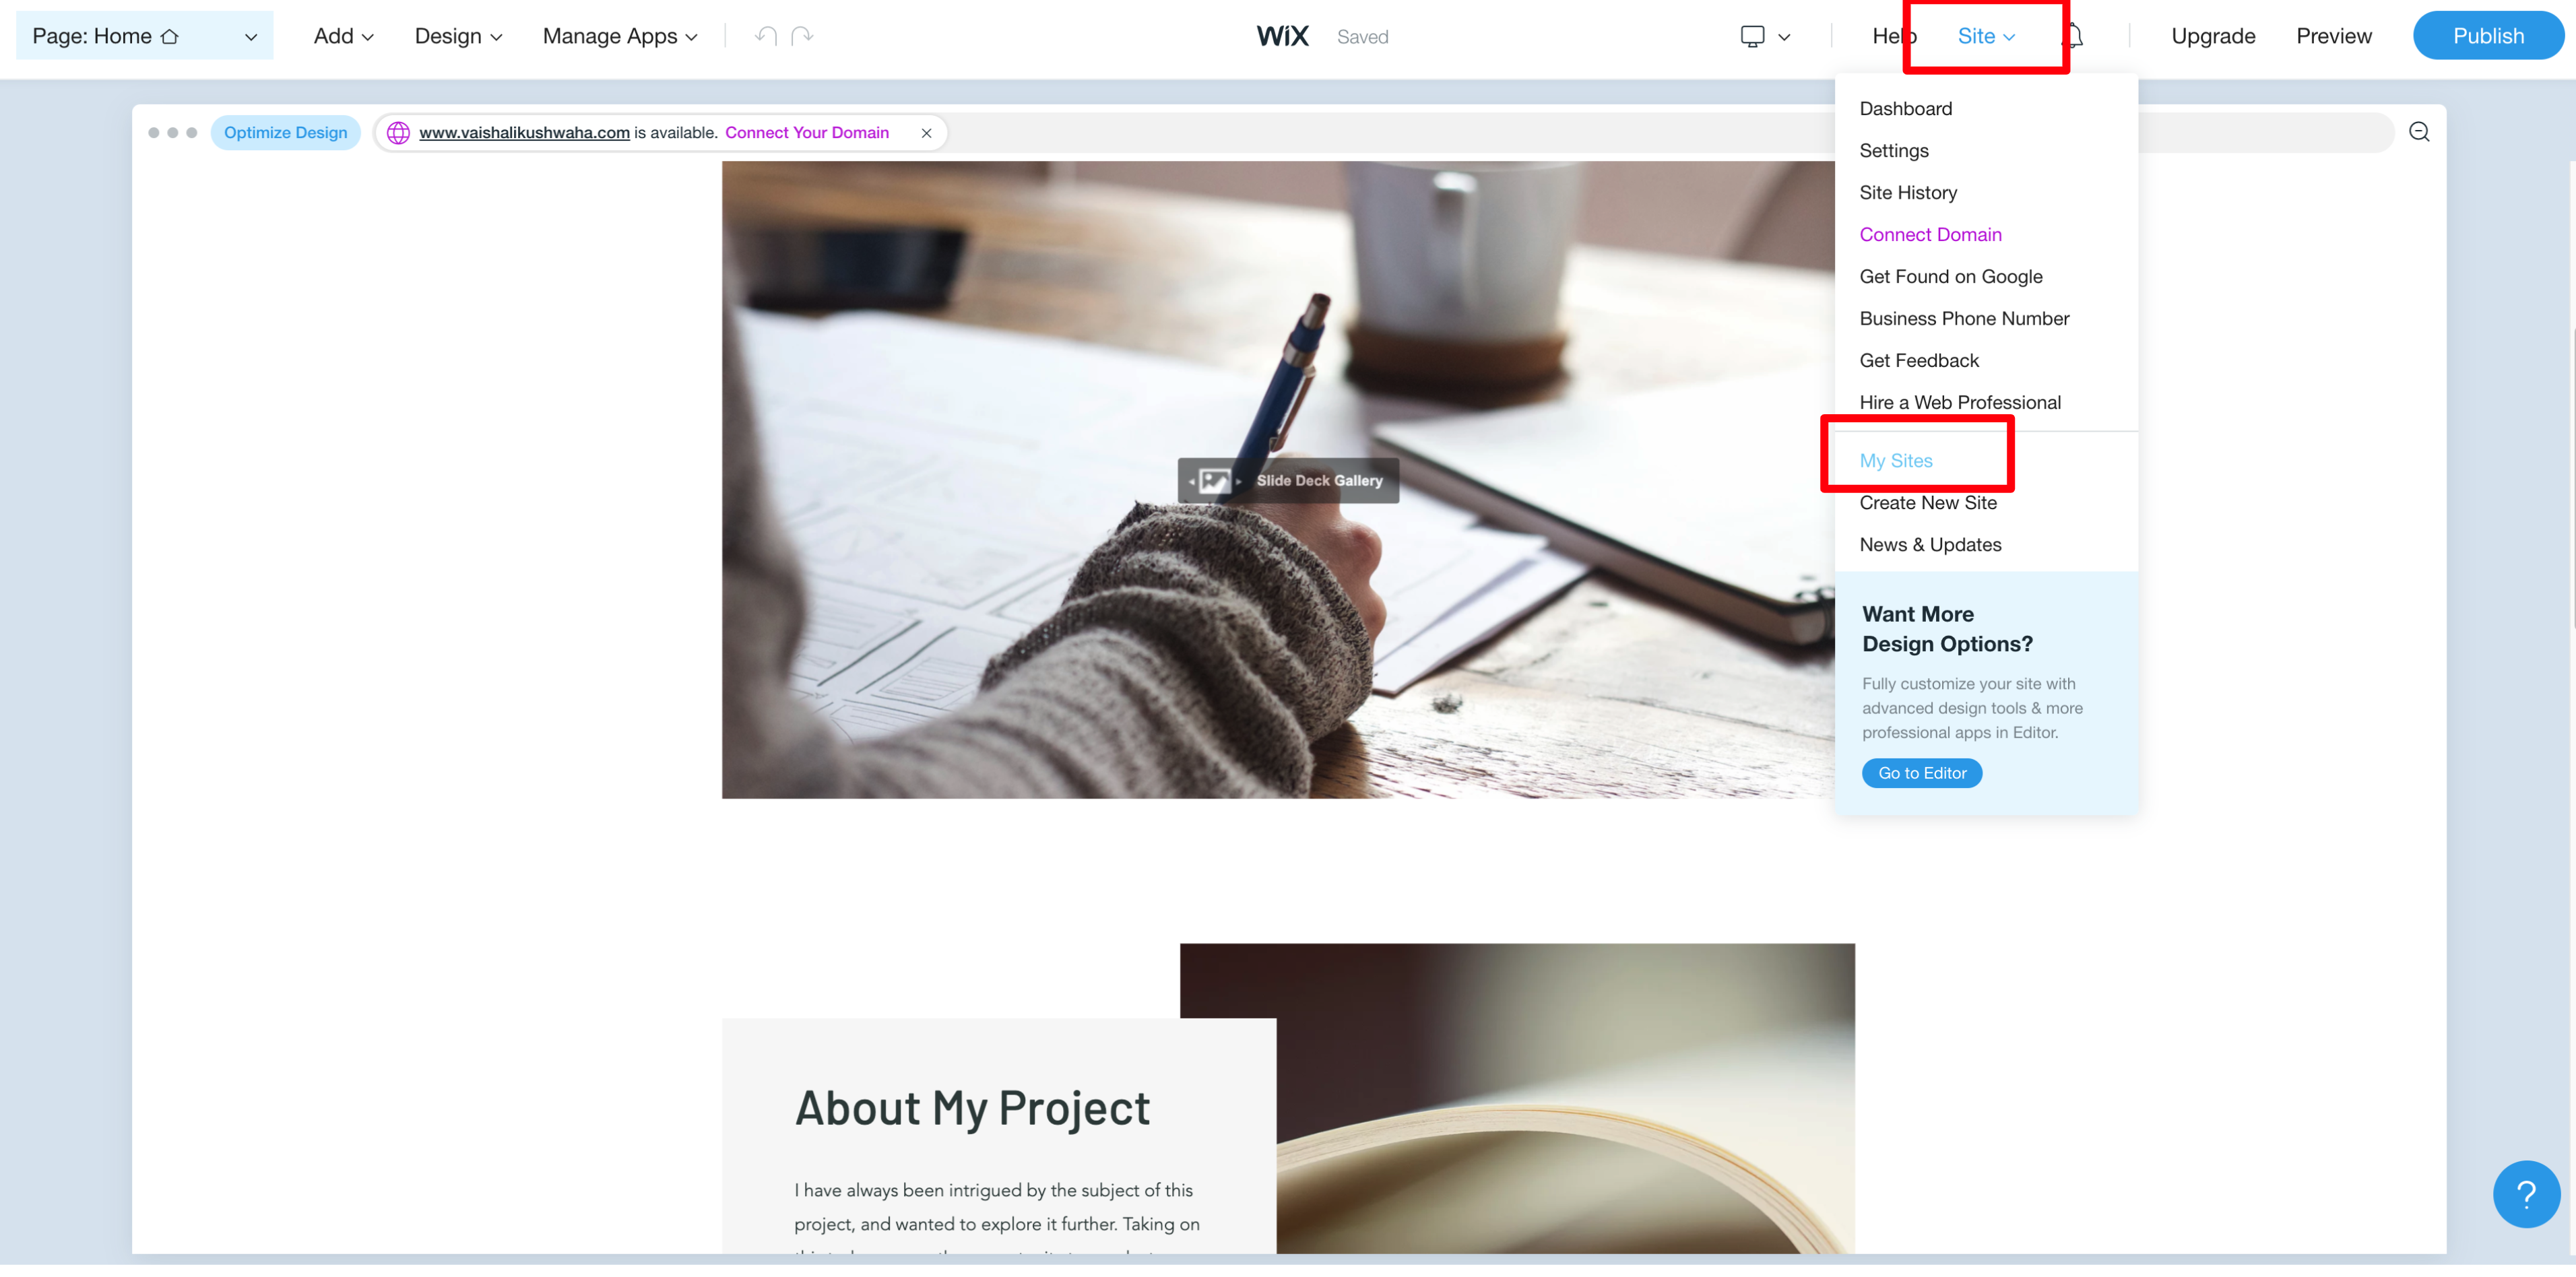 Page: Home
Add
Design
Manage Apps
WiX
Saved
Help
Site
Upgrade
Preview
Publish
Optimize Design
www.vaishalikushwaha.com is available. Connect Your Domain
Dashboard
Settings
Site History
Connect Domain
Get Found on Google
Business Phone Number
Get Feedback
Hire a Web Professional
My Sites
Create New Site
News & Updates
Want More
Design Options?
Fully customize your site with
advanced design tools & more
professional apps in Editor.
Go to Editor
Slide Deck Gallery
About My Project
I have always been intrigued by the subject of this
project, and wanted to explore it further. Taking on
?